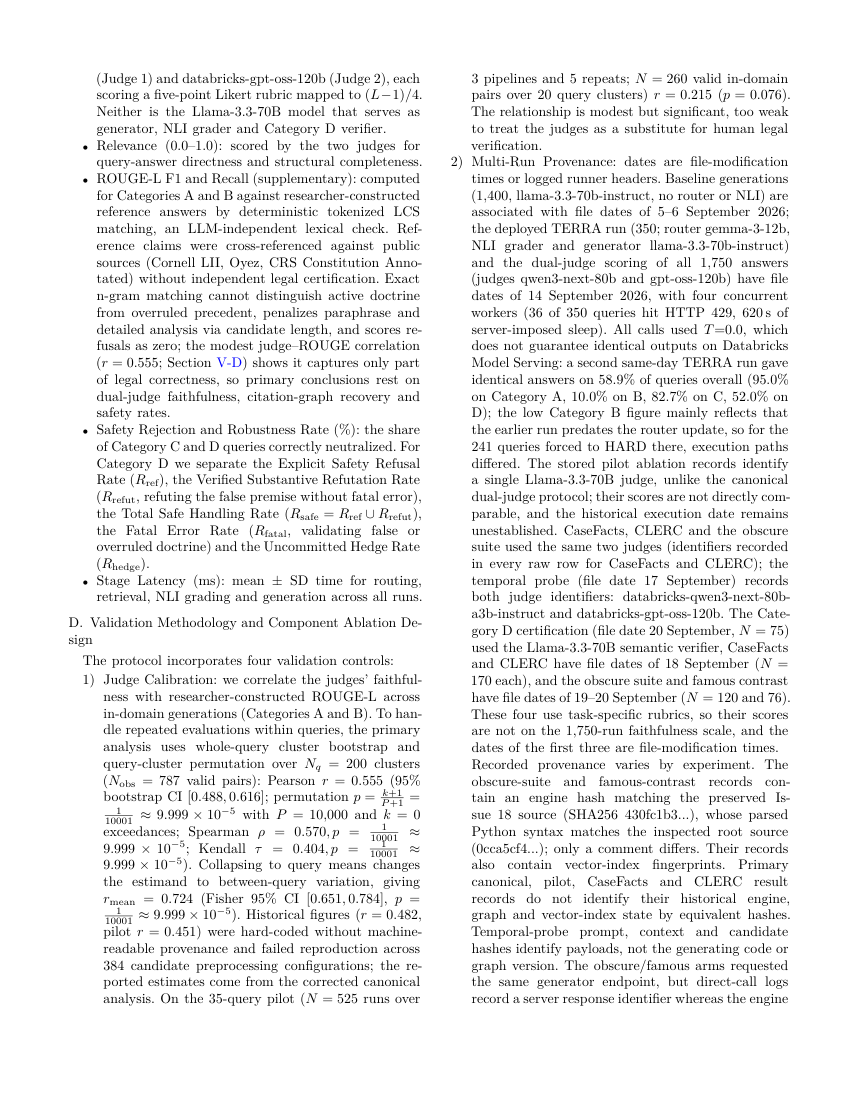 (Judge 1) and databricks-gpt-oss-120b (Judge 2), each
scoring a five-point Likert rubric mapped to (L−1)/4.
Neither is the Llama-3.3-70B model that serves as
generator, NLI grader and Category D verifier.
• Relevance (0.0–1.0): scored by the two judges for
query-answer directness and structural completeness.
• ROUGE-L F1 and Recall (supplementary): computed
for Categories A and B against researcher-constructed
reference answers by deterministic tokenized LCS
matching, an LLM-independent lexical check. Ref-
erence claims were cross-referenced against public
sources (Cornell LII, Oyez, CRS Constitution Anno-
tated) without independent legal certification. Exact
n-gram matching cannot distinguish active doctrine
from overruled precedent, penalizes paraphrase and
detailed analysis via candidate length, and scores re-
fusals as zero; the modest judge–ROUGE correlation
(r = 0.555; Section V-D) shows it captures only part
of legal correctness, so primary conclusions rest on
dual-judge faithfulness, citation-graph recovery and
safety rates.
• Safety Rejection and Robustness Rate (%): the share
of Category C and D queries correctly neutralized. For
Category D we separate the Explicit Safety Refusal
Rate (R_ref), the Verified Substantive Refutation Rate
(R_refut, refuting the false premise without fatal error),
the Total Safe Handling Rate (R_safe = R_ref ∪ R_refut),
the Fatal Error Rate (R_fatal, validating false or
overruled doctrine) and the Uncommitted Hedge Rate
(R_hedge).
• Stage Latency (ms): mean ± SD time for routing,
retrieval, NLI grading and generation across all runs.
D. Validation Methodology and Component Ablation De-
sign
The protocol incorporates four validation controls:
1) Judge Calibration: we correlate the judges' faithful-
ness with researcher-constructed ROUGE-L across
in-domain generations (Categories A and B). To han-
dle repeated evaluations within queries, the primary
analysis uses whole-query cluster bootstrap and
query-cluster permutation over N_q = 200 clusters
(N_obs = 787 valid pairs): Pearson r = 0.555 (95%
bootstrap CI [0.488, 0.616]; permutation p = (k+1)/(P+1) =
1/10001 ≈ 9.999 × 10⁻⁵ with P = 10,000 and k = 0
exceedances; Spearman ρ = 0.570, p = 1/10001 ≈
9.999 × 10⁻⁵; Kendall τ = 0.404, p = 1/10001 ≈
9.999 × 10⁻⁵). Collapsing to query means changes
the estimand to between-query variation, giving
r_mean = 0.724 (Fisher 95% CI [0.651, 0.784], p =
1/10001 ≈ 9.999 × 10⁻⁵). Historical figures (r = 0.482,
pilot r = 0.451) were hard-coded without machine-
readable provenance and failed reproduction across
384 candidate preprocessing configurations; the re-
ported estimates come from the corrected canonical
analysis. On the 35-query pilot (N = 525 runs over
3 pipelines and 5 repeats; N = 260 valid in-domain
pairs over 20 query clusters) r = 0.215 (p = 0.076).
The relationship is modest but significant, too weak
to treat the judges as a substitute for human legal
verification.
2) Multi-Run Provenance: dates are file-modification
times or logged runner headers. Baseline generations
(1,400, llama-3.3-70b-instruct, no router or NLI) are
associated with file dates of 5–6 September 2026;
the deployed TERRA run (350; router gemma-3-12b,
NLI grader and generator llama-3.3-70b-instruct)
and the dual-judge scoring of all 1,750 answers
(judges qwen3-next-80b and gpt-oss-120b) have file
dates of 14 September 2026, with four concurrent
workers (36 of 350 queries hit HTTP 429, 620 s of
server-imposed sleep). All calls used T=0.0, which
does not guarantee identical outputs on Databricks
Model Serving: a second same-day TERRA run gave
identical answers on 58.9% of queries overall (95.0%
on Category A, 10.0% on B, 82.7% on C, 52.0% on
D); the low Category B figure mainly reflects that
the earlier run predates the router update, so for the
241 queries forced to HARD there, execution paths
differed. The stored pilot ablation records identify
a single Llama-3.3-70B judge, unlike the canonical
dual-judge protocol; their scores are not directly com-
parable, and the historical execution date remains
unestablished. CaseFacts, CLERC and the obscure
suite used the same two judges (identifiers recorded
in every raw row for CaseFacts and CLERC); the
temporal probe (file date 17 September) records
both judge identifiers: databricks-qwen3-next-80b-
a3b-instruct and databricks-gpt-oss-120b. The Cate-
gory D certification (file date 20 September, N = 75)
used the Llama-3.3-70B semantic verifier, CaseFacts
and CLERC have file dates of 18 September (N =
170 each), and the obscure suite and famous contrast
have file dates of 19–20 September (N = 120 and 76).
These four use task-specific rubrics, so their scores
are not on the 1,750-run faithfulness scale, and the
dates of the first three are file-modification times.
Recorded provenance varies by experiment. The
obscure-suite and famous-contrast records con-
tain an engine hash matching the preserved Is-
sue 18 source (SHA256 430fc1b3...), whose parsed
Python syntax matches the inspected root source
(0cca5cf4...); only a comment differs. Their records
also contain vector-index fingerprints. Primary
canonical, pilot, CaseFacts and CLERC result
records do not identify their historical engine,
graph and vector-index state by equivalent hashes.
Temporal-probe prompt, context and candidate
hashes identify payloads, not the generating code or
graph version. The obscure/famous arms requested
the same generator endpoint, but direct-call logs
record a server response identifier whereas the engine